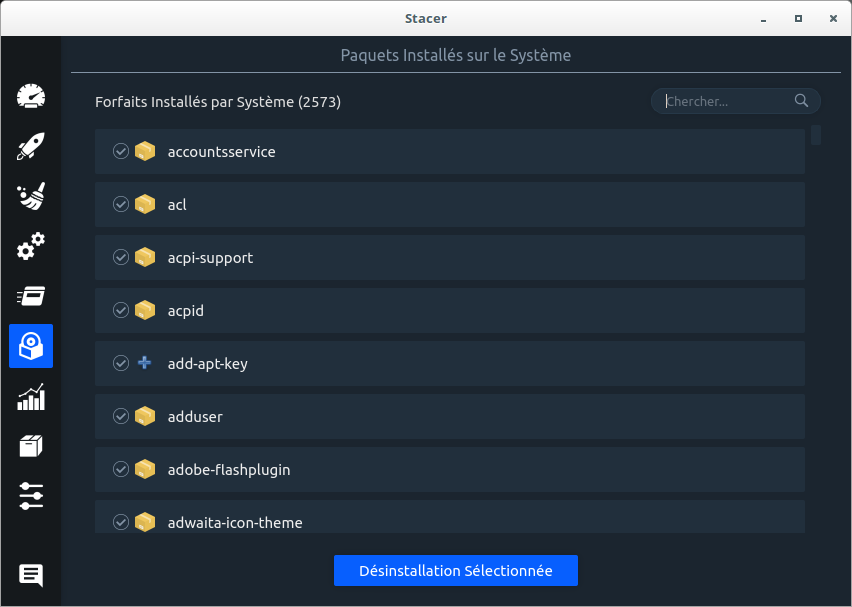 Stacer
Paquets Installés sur le Système
Forfaits Installés par Système (2573)
Chercher...
accountsservice
acl
acpi-support
acpid
add-apt-key
adduser
adobe-flashplugin
adwaita-icon-theme
Désinstallation Sélectionnée